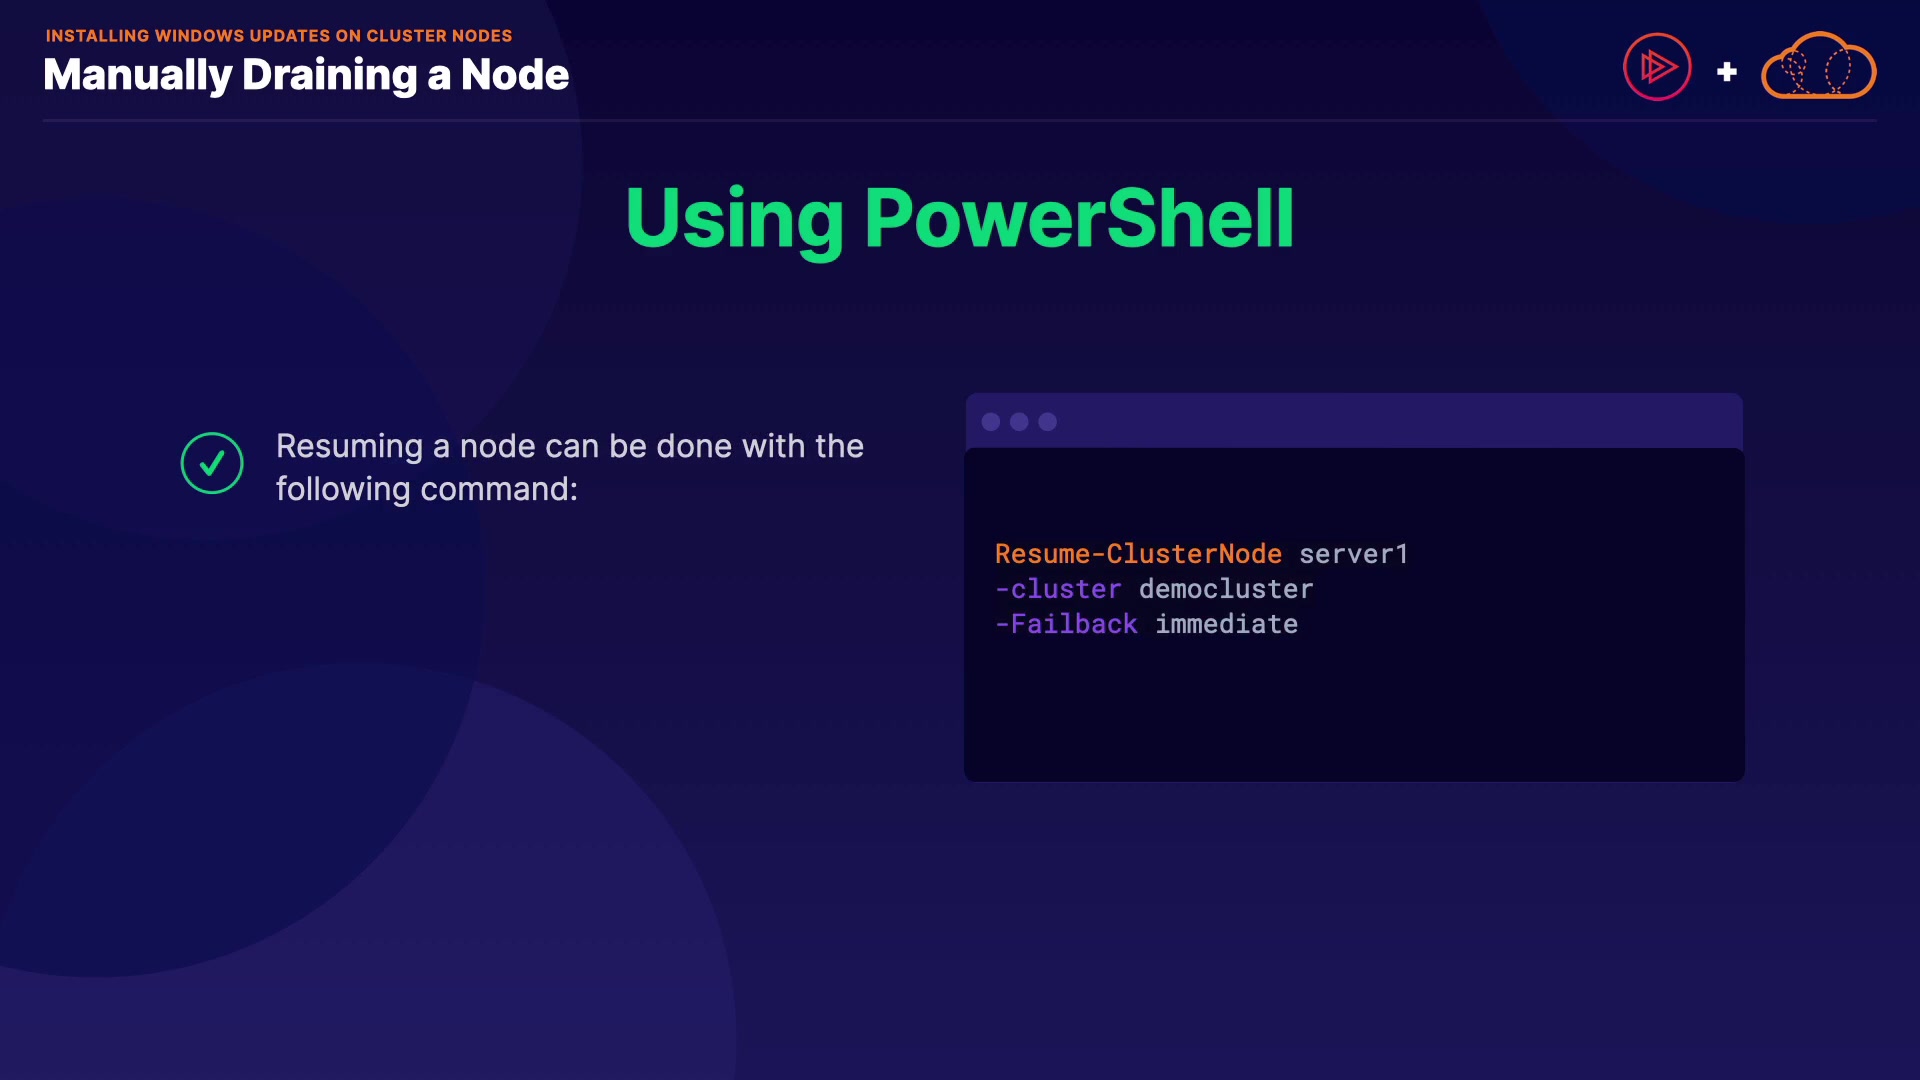 INSTALLING WINDOWS UPDATES ON CLUSTER NODES
Manually Draining a Node
Using PowerShell
Resuming a node can be done with the
following command:
Resume-ClusterNode server1
-cluster democluster
-Failback immediate